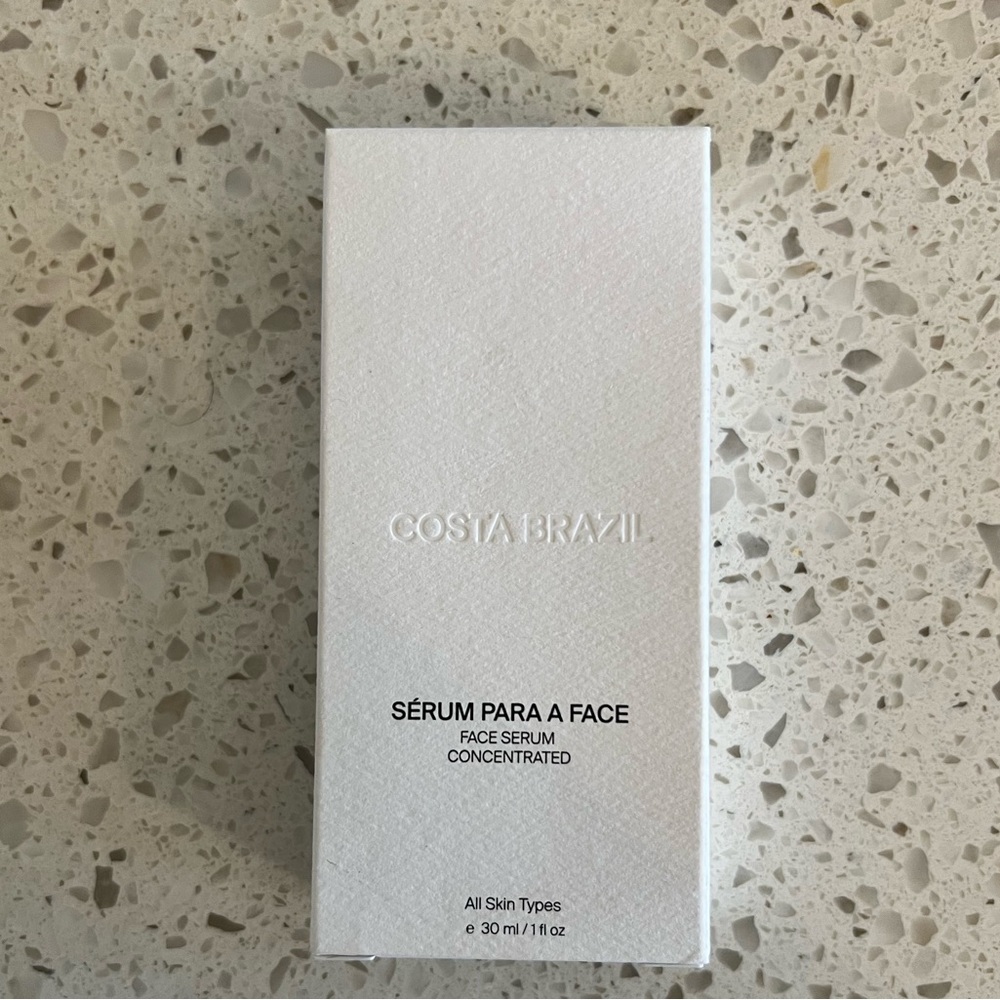 COSTA BRAZIL
SÉRUM PARA A FACE
FACE SERUM
CONCENTRATED
All Skin Types
e 30 ml / 1 fl oz